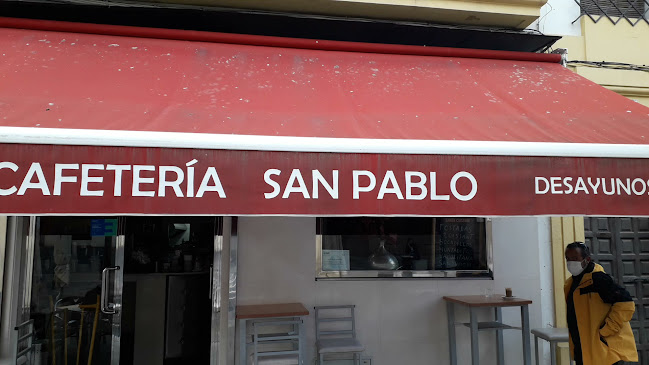 CAFETERÍA SAN PABLO DESAYUNOS